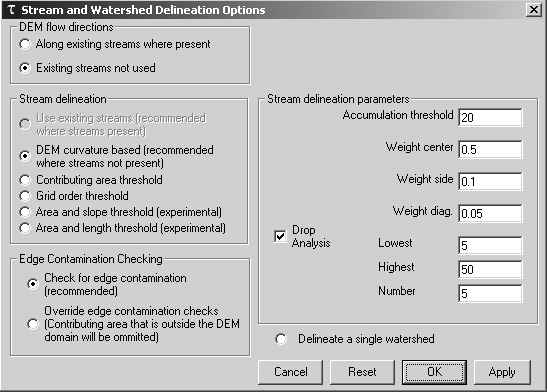 τ Stream and Watershed Delineation Options
DEM flow directions
Along existing streams where present
Existing streams not used
Stream delineation
Use existing streams (recommended
where streams present)
DEM curvature based (recommended
where streams not present)
Contributing area threshold
Grid order threshold
Area and slope threshold (experimental)
Area and length threshold (experimental)
Edge Contamination Checking
Check for edge contamination
(recommended)
Override edge contamination checks
(Contributing area that is outside the DEM
domain will be ommitted)
Stream delineation parameters
Accumulation threshold 20
Weight center 0.5
Weight side 0.1
Weight diag. 0.05
Drop
Analysis
Lowest 5
Highest 50
Number 5
Delineate a single watershed
Cancel Reset OK Apply